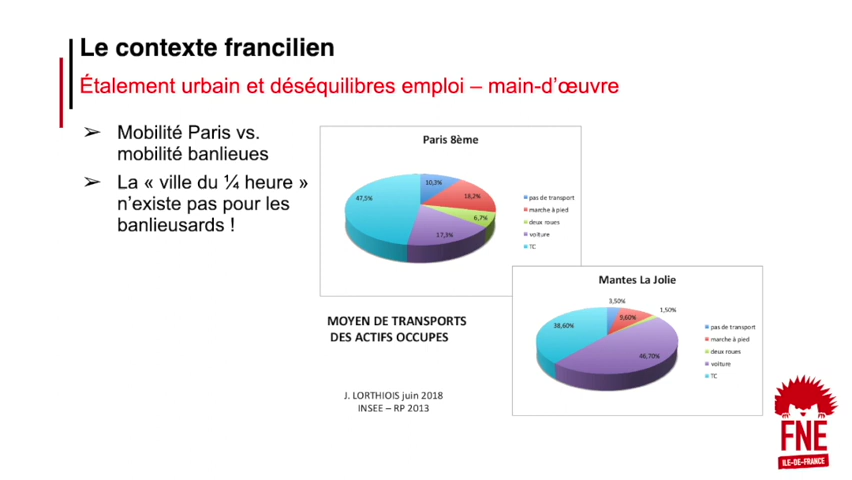 Le contexte francilien
Étalement urbain et déséquilibres emploi – main-d’œuvre
➢ Mobilité Paris vs.
mobilité banlieues
➢ La « ville du ¼ heure »
n’existe pas pour les
banlieusards !
Paris 8ème
10,3%
18,2%
6,7%
17,3%
47,5%
pas de transport
marche à pied
deux roues
voiture
TC
Mantes La Jolie
3,50%
9,60%
1,50%
46,70%
38,60%
pas de transport
marche à pied
deux roues
voiture
TC
MOYEN DE TRANSPORTS
DES ACTIFS OCCUPES
J. LORTHIOIS juin 2018
INSEE – RP 2013
FNE
ILE-DE-FRANCE